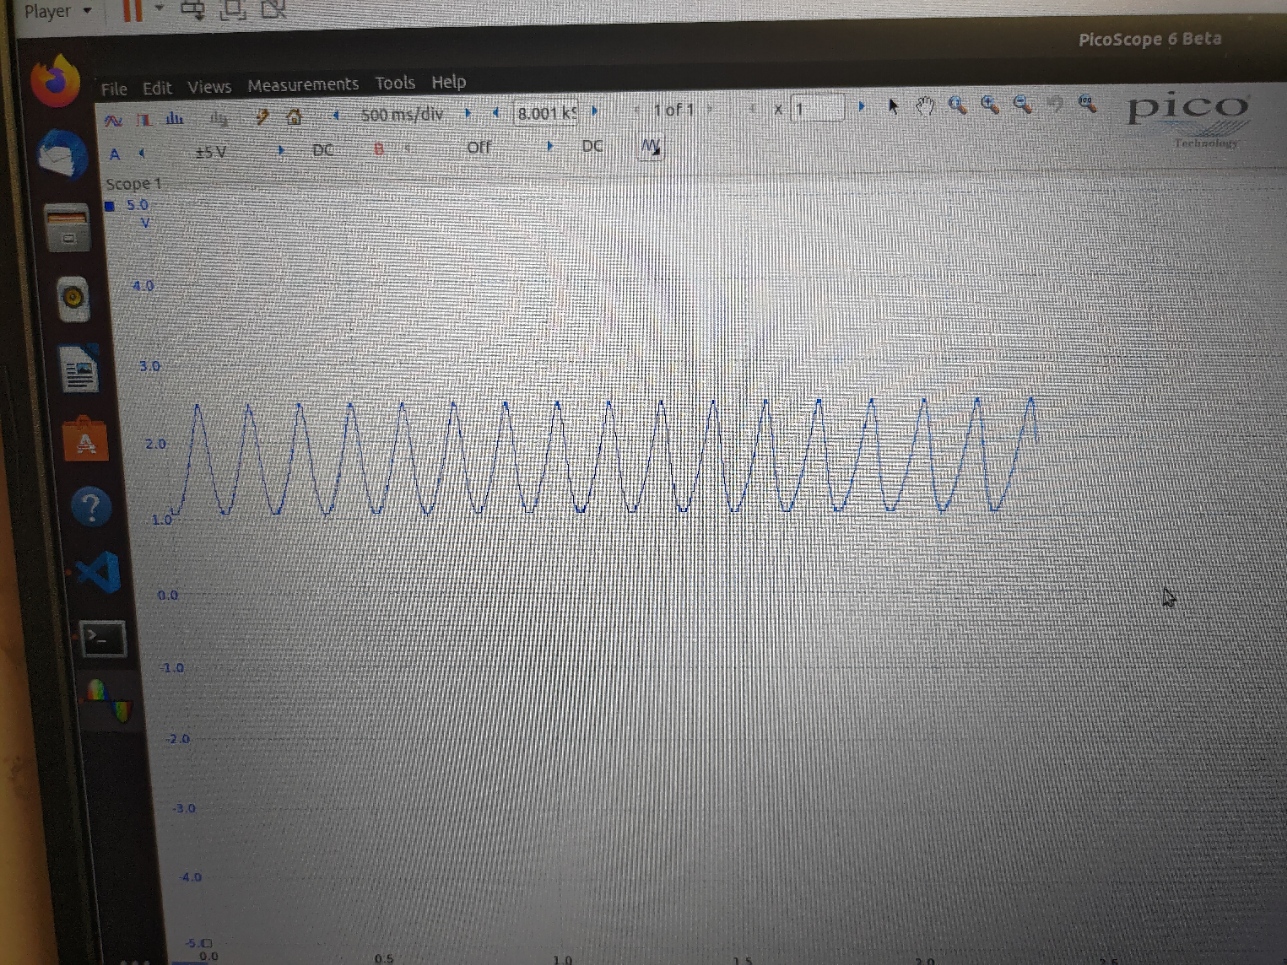 Player
PicoScope 6 Beta
File Edit Views Measurements Tools Help
500 ms/div 8.001 kS 1 of 1 x 1
pico
Technology
A ±5 V DC B Off DC
Scope 1
5.0
V
4.0
3.0
2.0
1.0
0.0
-1.0
-2.0
-3.0
-4.0
-5.0
0.0 0.5 1.0 1.5 2.0 2.5